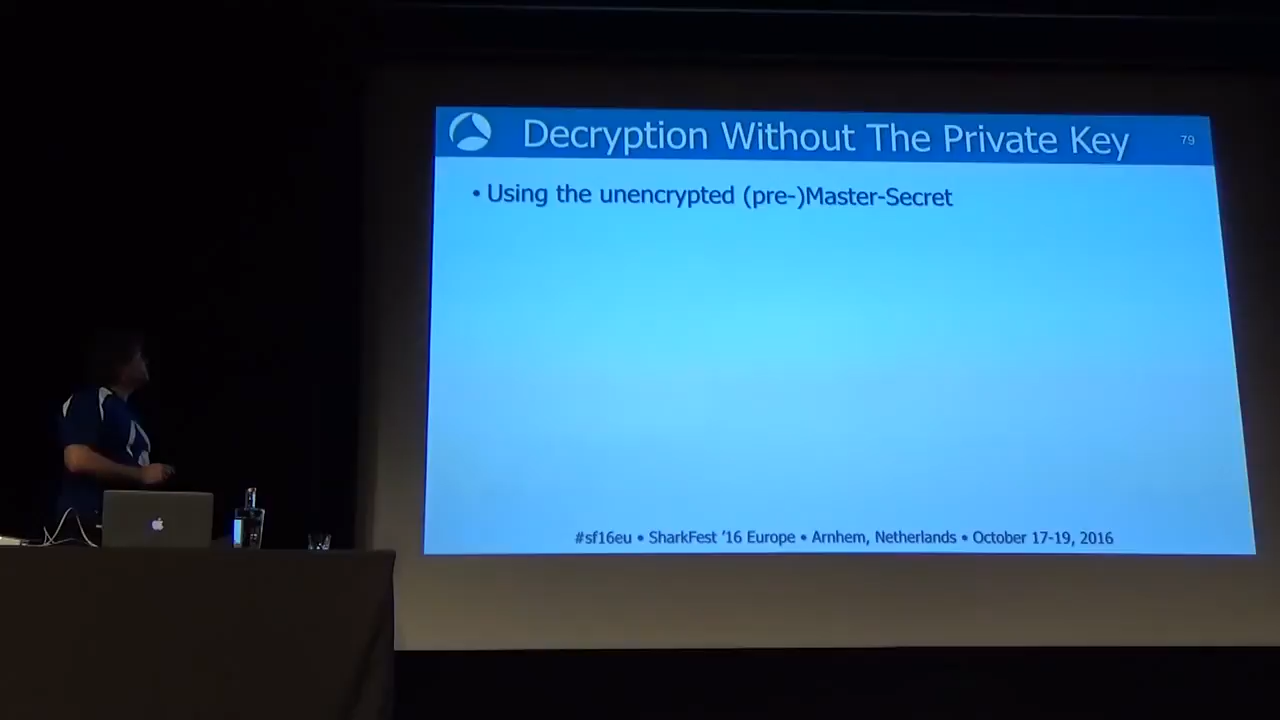 Decryption Without The Private Key
79
• Using the unencrypted (pre-)Master-Secret
#sf16eu • SharkFest '16 Europe • Arnhem, Netherlands • October 17-19, 2016